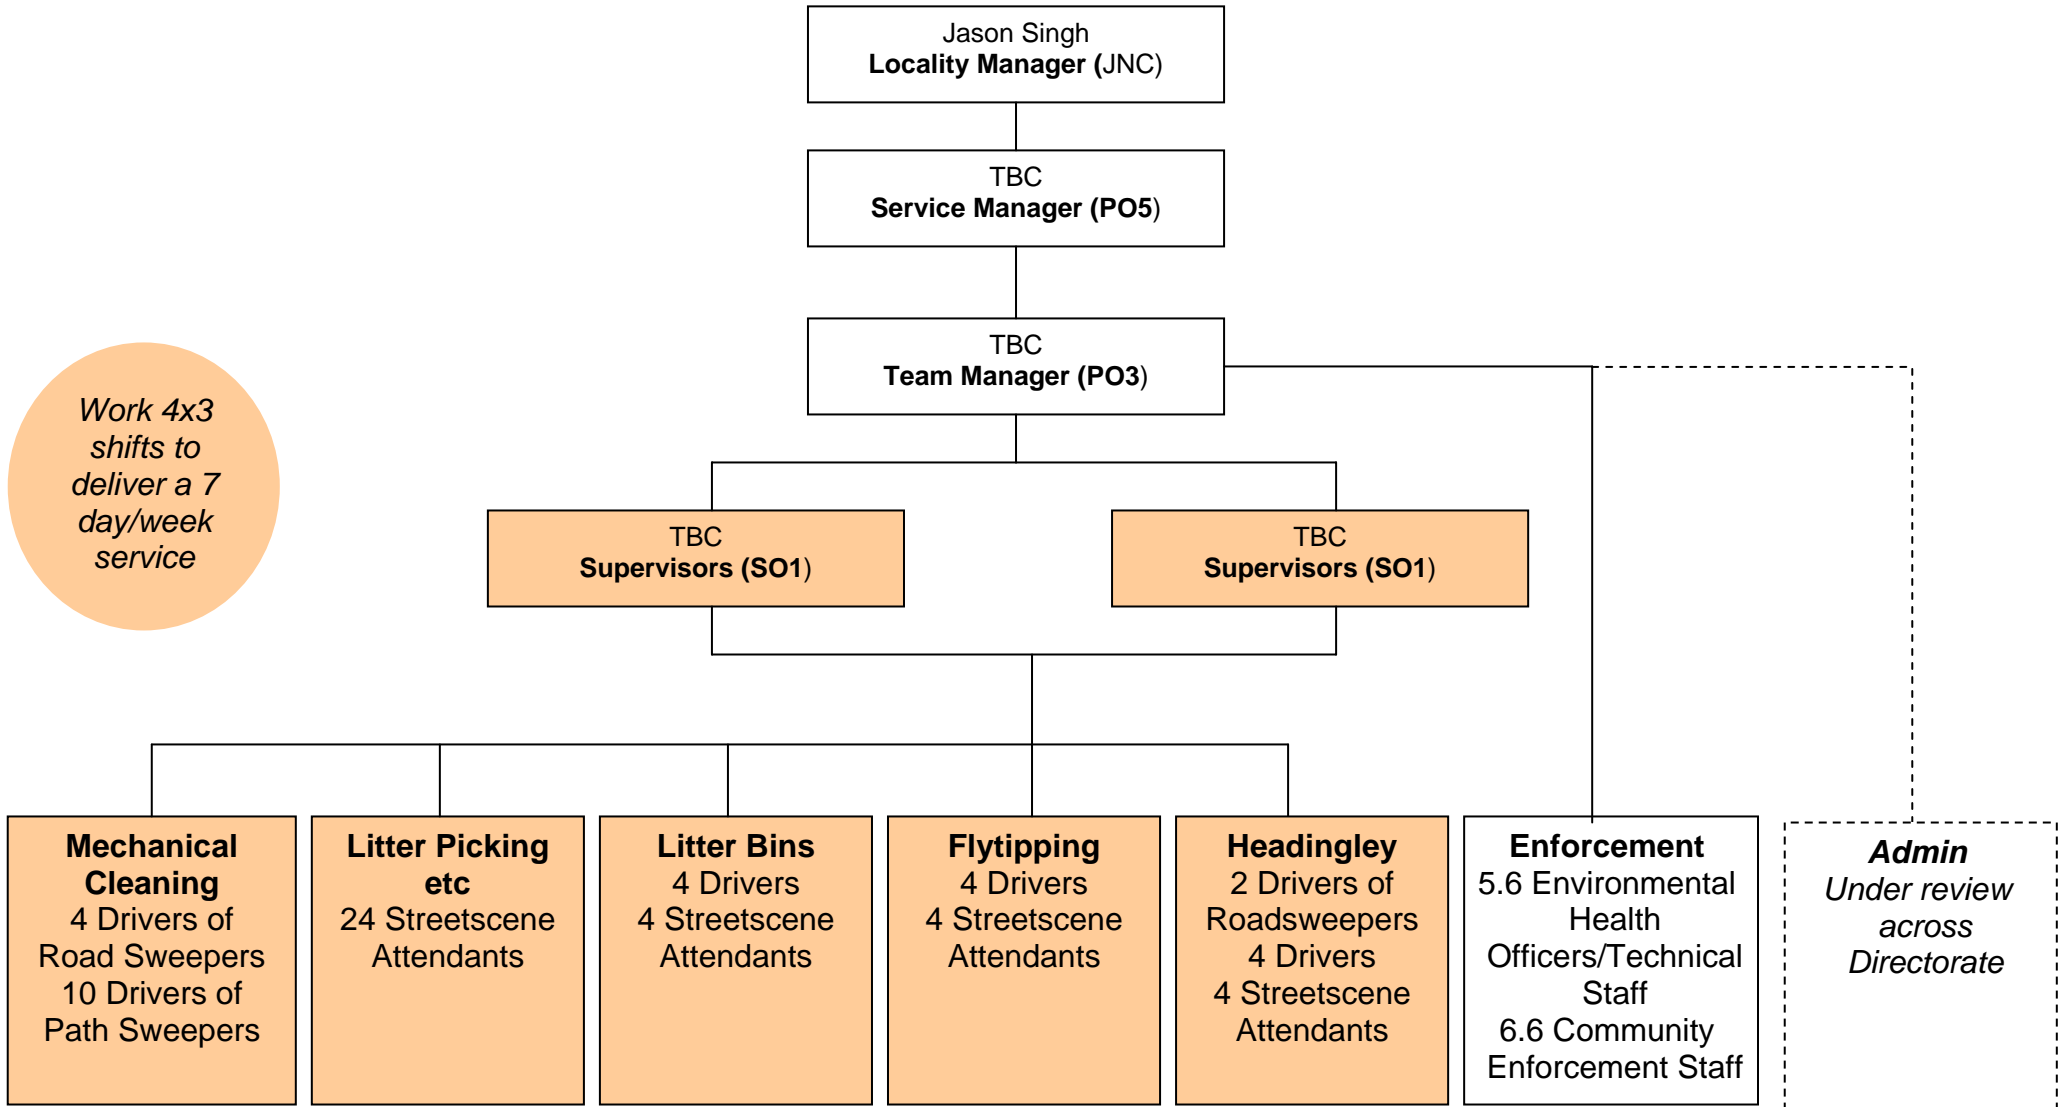 Jason Singh
Locality Manager (JNC)
TBC
Service Manager (PO5)
TBC
Team Manager (PO3)
Work 4x3
shifts to
deliver a 7
day/week
service
TBC
Supervisors (SO1)
TBC
Supervisors (SO1)
Mechanical
Cleaning
4 Drivers of
Road Sweepers
10 Drivers of
Path Sweepers
Litter Picking
etc
24 Streetscene
Attendants
Litter Bins
4 Drivers
4 Streetscene
Attendants
Flytipping
4 Drivers
4 Streetscene
Attendants
Headingley
2 Drivers of
Roadsweepers
4 Drivers
4 Streetscene
Attendants
Enforcement
5.6 Environmental
Health
Officers/Technical
Staff
6.6 Community
Enforcement Staff
Admin
Under review
across
Directorate